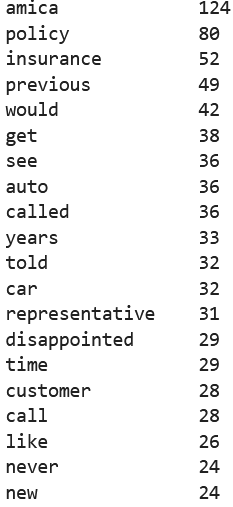 amica 124
policy 80
insurance 52
previous 49
would 42
get 38
see 36
auto 36
called 36
years 33
told 32
car 32
representative 31
disappointed 29
time 29
customer 28
call 28
like 26
never 24
new 24